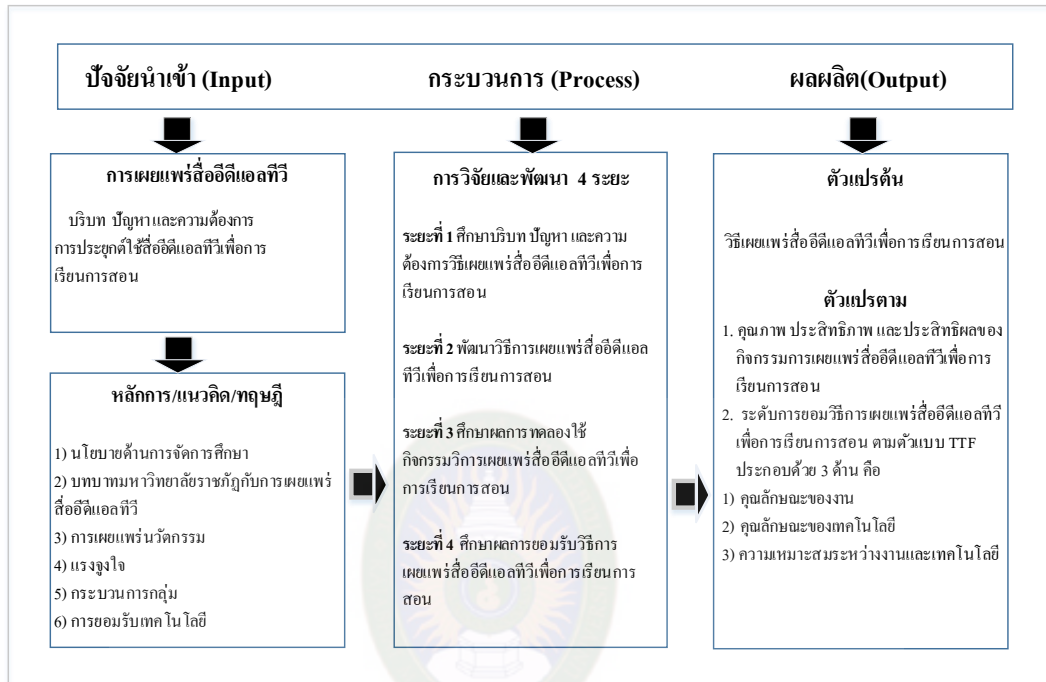 ปัจจัยนำเข้า (Input)
กระบวนการ (Process)
ผลผลิต(Output)
การเผยแพร่สื่ออีดีแอลทีวี
บริบท ปัญหา และความต้องการ
การประยุกต์ใช้สื่ออีดีแอลทีวีเพื่อการ
เรียนการสอน
หลักการ/แนวคิด/ทฤษฎี
1) นโยบายด้านการจัดการศึกษา
2) บทบาทมหาวิทยาลัยราชภัฏกับการเผยแพร่
สื่ออีดีแอลทีวี
3) การเผยแพร่นวัตกรรม
4) แรงจูงใจ
5) กระบวนการกลุ่ม
6) การยอมรับเทคโนโลยี
การวิจัยและพัฒนา 4 ระยะ
ระยะที่ 1 ศึกษาบริบท ปัญหา และความ
ต้องการวิธีเผยแพร่สื่ออีดีแอลทีวีเพื่อการ
เรียนการสอน
ระยะที่ 2 พัฒนาวิธีการเผยแพร่สื่ออีดีแอล
ทีวีเพื่อการเรียนการสอน
ระยะที่ 3 ศึกษาผลการทดลองใช้
กิจกรรมวิการเผยแพร่สื่ออีดีแอลทีวีเพื่อ
การเรียนการสอน
ระยะที่ 4 ศึกษาผลการยอมรับวิธีการ
เผยแพร่สื่ออีดีแอลทีวีเพื่อการเรียนการ
สอน
ตัวแปรต้น
วิธีเผยแพร่สื่ออีดีแอลทีวีเพื่อการเรียนการสอน
ตัวแปรตาม
1. คุณภาพ ประสิทธิภาพ และประสิทธิผลของ
กิจกรรมการเผยแพร่สื่ออีดีแอลทีวีเพื่อการ
เรียนการสอน
2. ระดับการยอมวิธีการเผยแพร่สื่ออีดีแอลทีวี
เพื่อการเรียนการสอน ตามตัวแบบ TTF
ประกอบด้วย 3 ด้าน คือ
1) คุณลักษณะของงาน
2) คุณลักษณะของเทคโนโลยี
3) ความเหมาะสมระหว่างงานและเทคโนโลยี